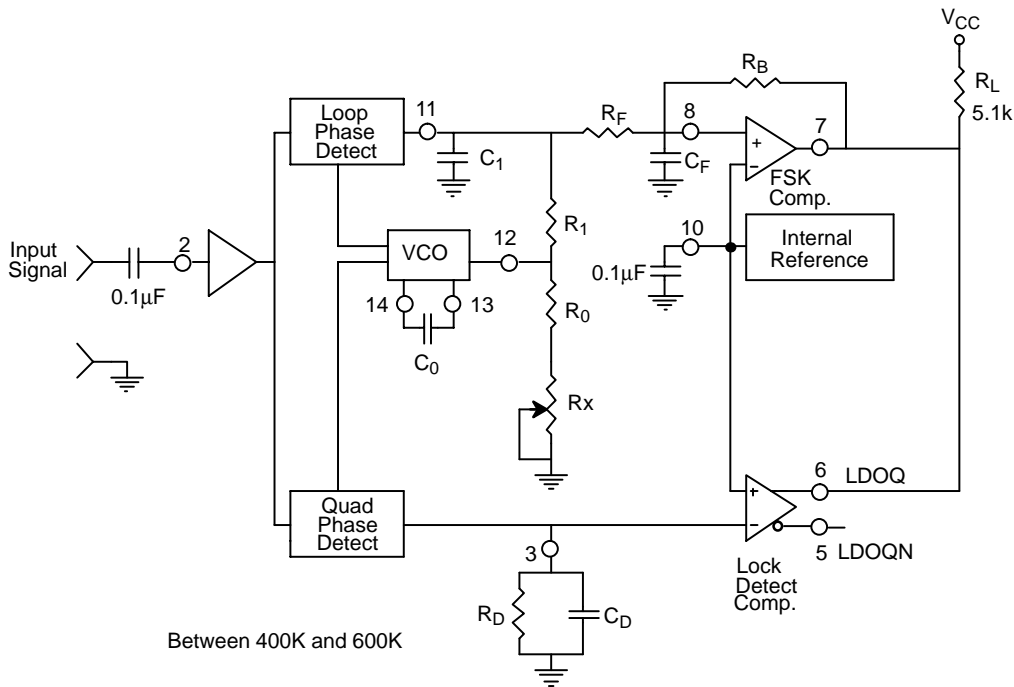 V_CC
R_B
R_L
5.1k
Loop
Phase
Detect
11
R_F
8
7
C_1
C_F
+
−
FSK
Comp.
Input
Signal
2
0.1µF
VCO
12
R_1
10
0.1µF
Internal
Reference
14
13
C_0
R_0
Rx
Quad
Phase
Detect
+
−
6
LDOQ
5
LDOQN
3
Lock
Detect
Comp.
R_D
C_D
Between 400K and 600K